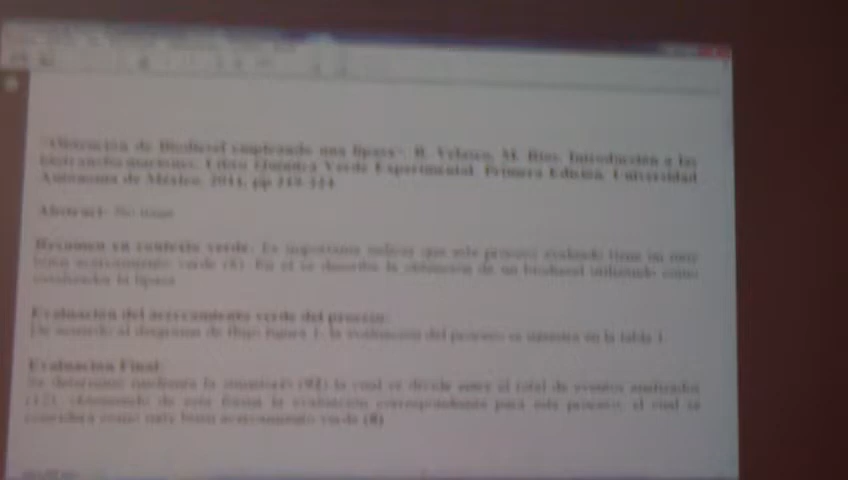 "Obtención de Biodiesel empleando una lipasa". R. Velasco, M. Ríos. Introducción a las
Libro Química Verde Experimental. Primera Edición. Universidad
Autónoma de México. 2011, pp
Abstract:
Resumen en contexto verde: Es importante indicar que este proceso evaluado tiene un muy
buen acercamiento verde (8). En él se describe la obtención de un biodiesel utilizando como
catalizador la lipasa
Evaluación del acercamiento verde del proceso:
De acuerdo al diagrama de flujo figura 1, la evaluación del proceso se muestra en la tabla 1.
Evaluación Final:
Se determinó mediante la sumatoria la cual se divide entre el total de eventos analizados
(12), obteniendo de esta forma la evaluación correspondiente para este proceso, el cual se
considera como muy buen acercamiento verde (8)